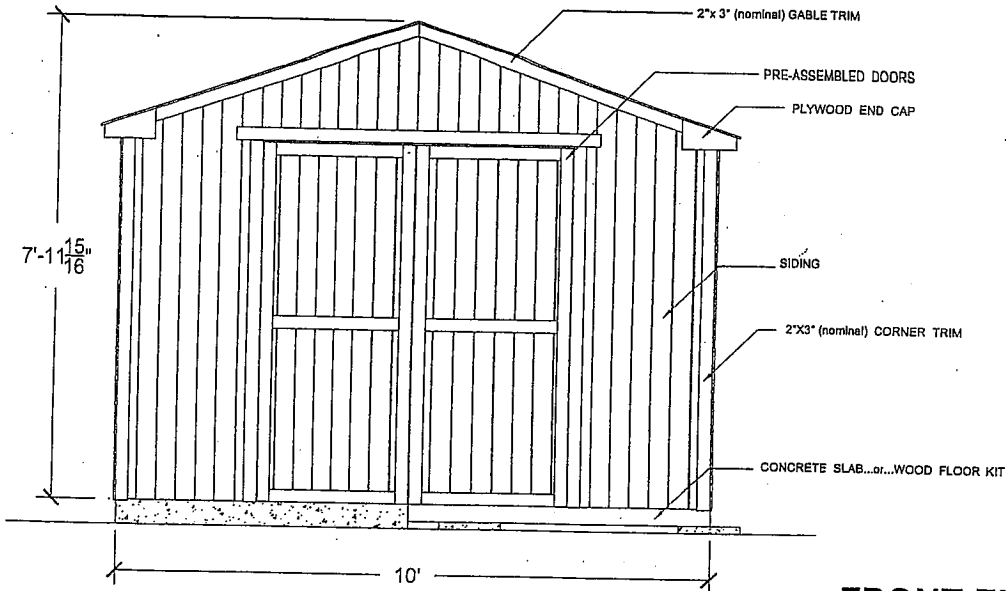 2"x 3" (nominal) GABLE TRIM
PRE-ASSEMBLED DOORS
PLYWOOD END CAP
7'-11 15/16"
SIDING
2"X3" (nominal) CORNER TRIM
CONCRETE SLAB...or...WOOD FLOOR KIT
10'